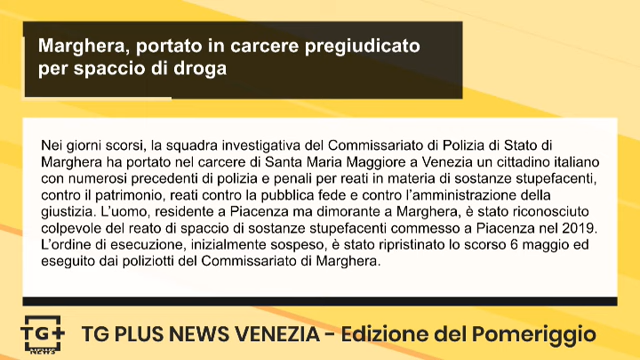 Marghera, portato in carcere pregiudicato
per spaccio di droga
Nei giorni scorsi, la squadra investigativa del Commissariato di Polizia di Stato di
Marghera ha portato nel carcere di Santa Maria Maggiore a Venezia un cittadino italiano
con numerosi precedenti di polizia e penali per reati in materia di sostanze stupefacenti,
contro il patrimonio, reati contro la pubblica fede e contro l'amministrazione della
giustizia. L'uomo, residente a Piacenza ma dimorante a Marghera, è stato riconosciuto
colpevole del reato di spaccio di sostanze stupefacenti commesso a Piacenza nel 2019.
L'ordine di esecuzione, inizialmente sospeso, è stato ripristinato lo scorso 6 maggio ed
eseguito dai poliziotti del Commissariato di Marghera.
TG+
NEWS
TG PLUS NEWS VENEZIA - Edizione del Pomeriggio